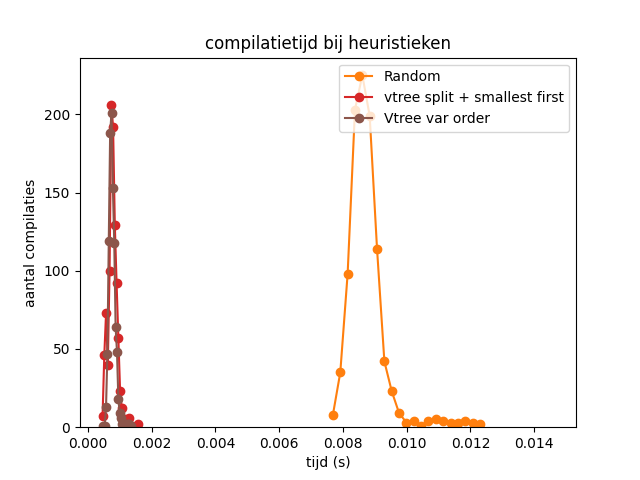 compilatietijd bij heuristieken
Random
vtree split + smallest first
Vtree var order
aantal compilaties
200
150
100
50
0
0.000 0.002 0.004 0.006 0.008 0.010 0.012 0.014
tijd (s)